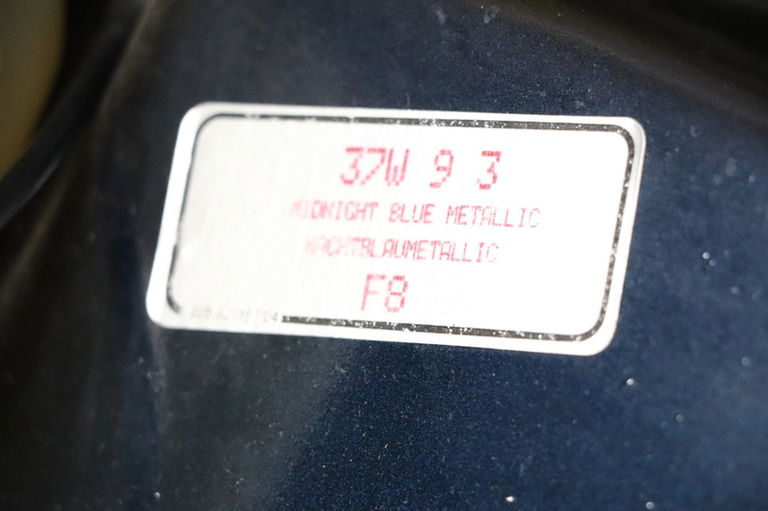 37W 9 3
MIDNIGHT BLUE METALLIC
NACHTBLAUMETALLIC
F8